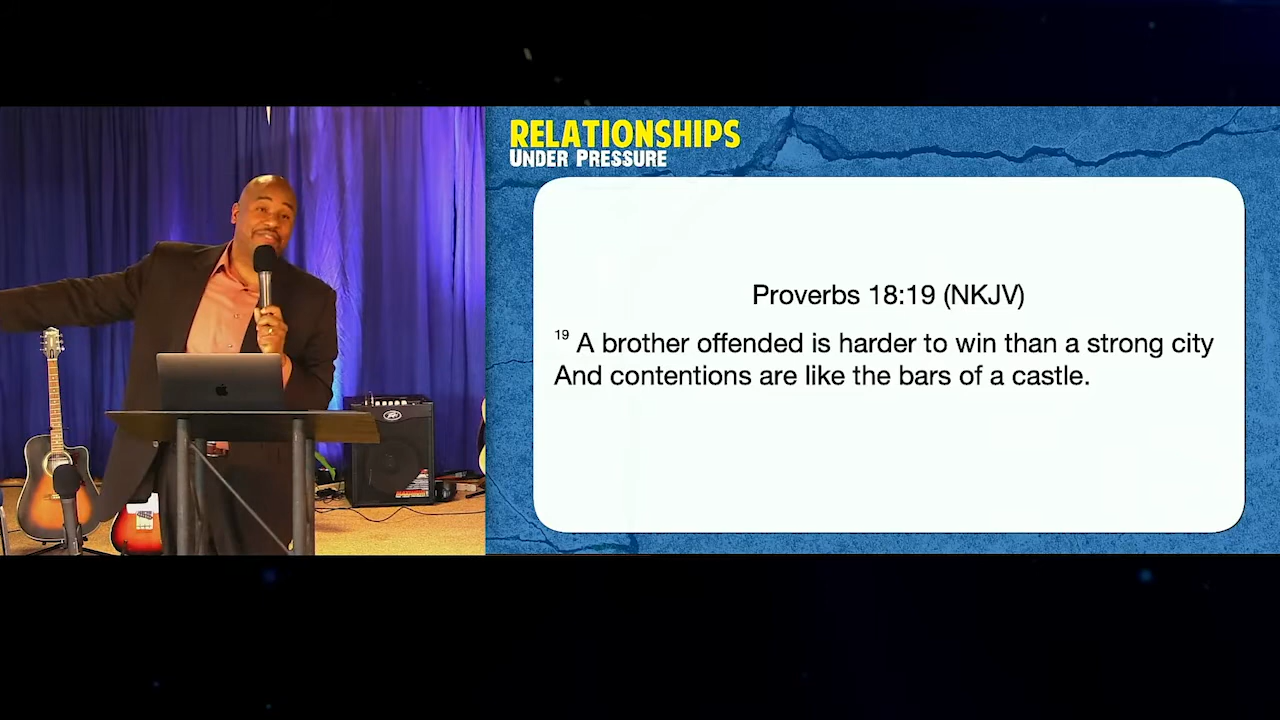 RELATIONSHIPS
UNDER PRESSURE
Proverbs 18:19 (NKJV)
19 A brother offended is harder to win than a strong city
And contentions are like the bars of a castle.
PEAVEY